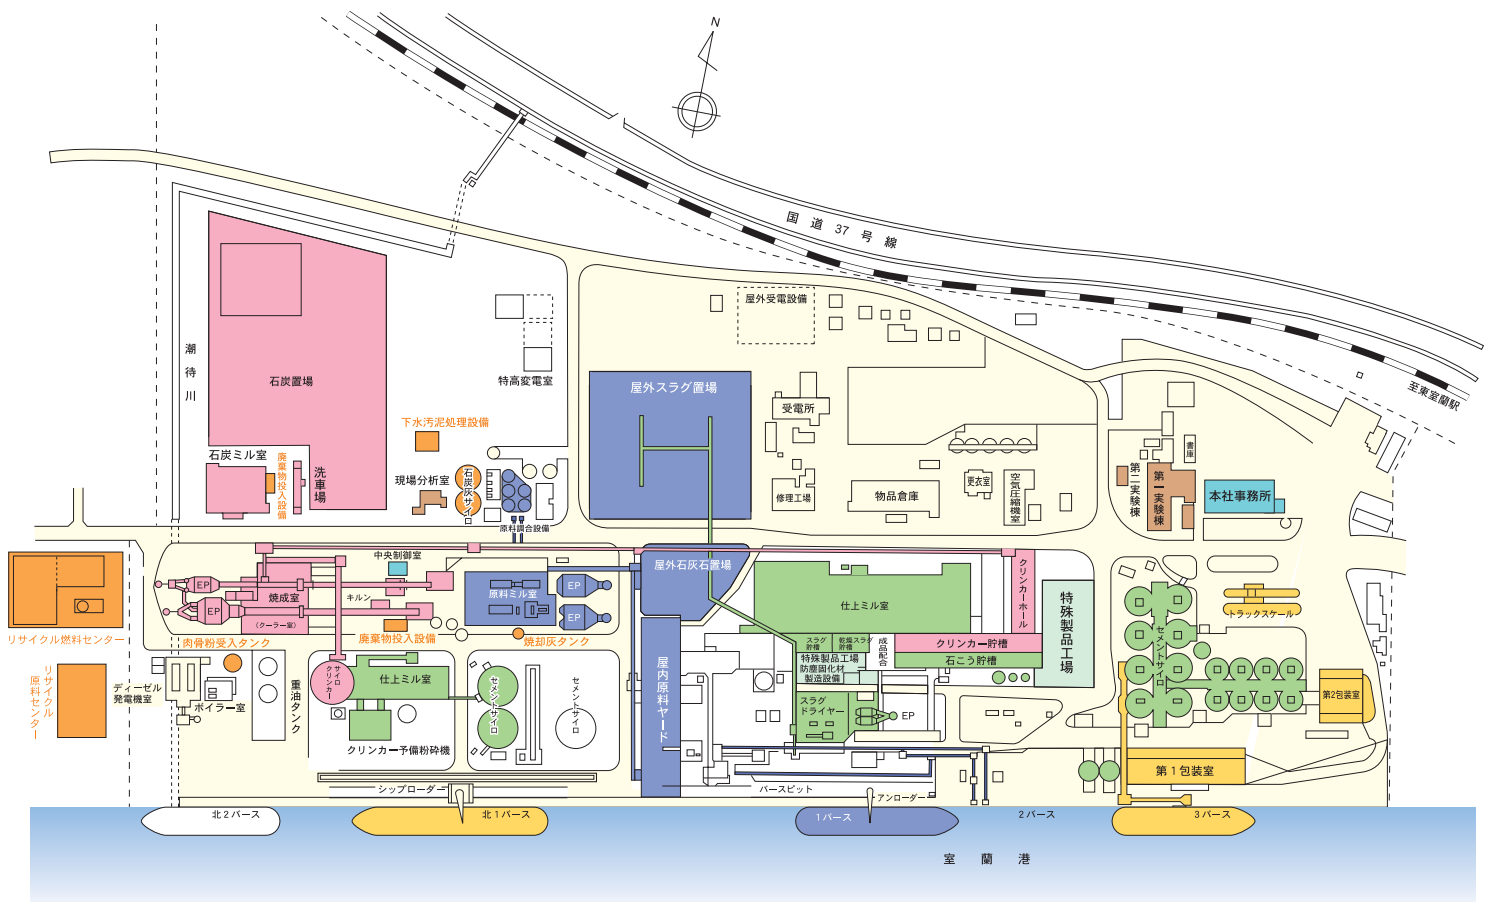 N
国道37号線
至東室蘭駅
潮待川
石炭置場
特高変電室
屋外受電設備
屋外スラグ置場
受電所
下水汚泥処理設備
石炭ミル室
廃棄物投入設備
洗車場
現場分析室
石炭灰サイロ
原料調合設備
修理工場
物品倉庫
更衣室
空気圧縮機室
書庫
第二実験棟
第一実験棟
本社事務所
中央制御室
屋外石灰石置場
EP
EP
焼成室
(クーラー室)
キルン
原料ミル室
EP
EP
仕上ミル室
クリンカーホール
特殊製品工場
トラックスケール
リサイクル燃料センター
肉骨粉受入タンク
廃棄物投入設備
焼却灰タンク
スラグ
貯槽
乾燥スラグ
貯槽
成品配合
クリンカー貯槽
石こう貯槽
特殊製品工場
防塵固化材
製造設備
セメントサイロ
リサイクル
原料センター
ディーゼル
発電機室
ボイラー室
重油タンク
クリンカー
サイロ
仕上ミル室
セメントサイロ
セメントサイロ
屋内原料ヤード
スラグ
ドライヤー
EP
第2包装室
クリンカー予備粉砕機
第1包装室
シップローダー
バースピット
アンローダー
北2バース
北1バース
1バース
2バース
3バース
室蘭港